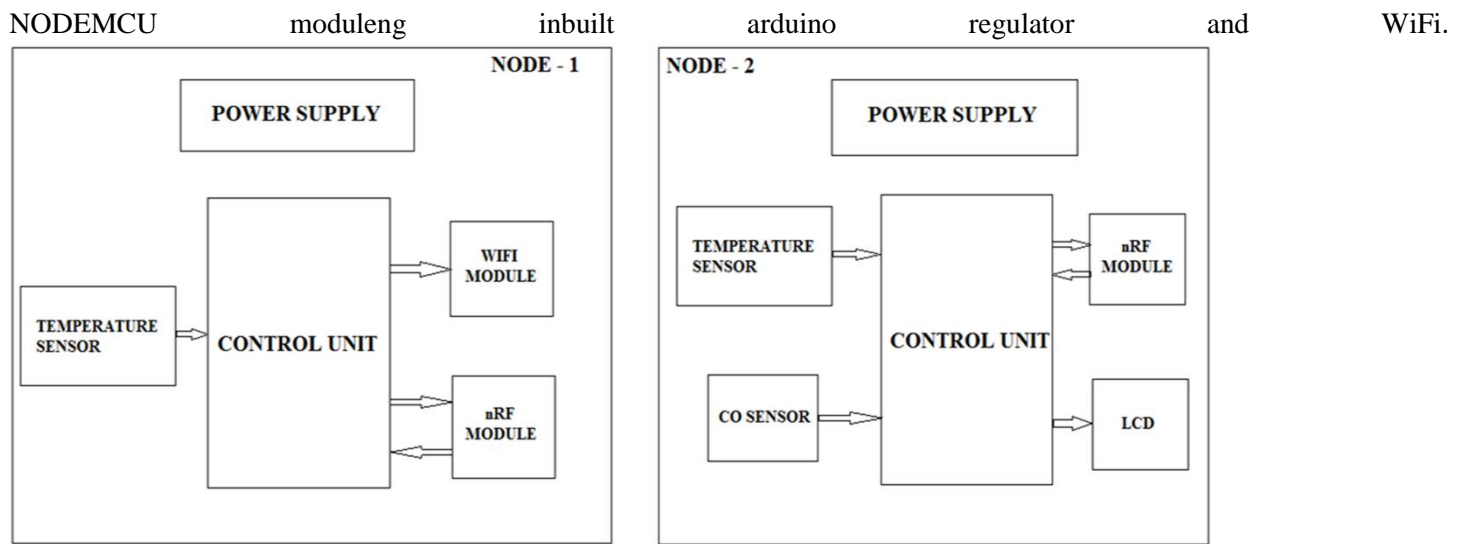 NODEMCU moduleng inbuilt arduino regulator and WiFi.
NODE - 1
POWER SUPPLY
WIFI
MODULE
TEMPERATURE
SENSOR
CONTROL UNIT
nRF
MODULE
NODE - 2
POWER SUPPLY
TEMPERATURE
SENSOR
nRF
MODULE
CONTROL UNIT
CO SENSOR
LCD